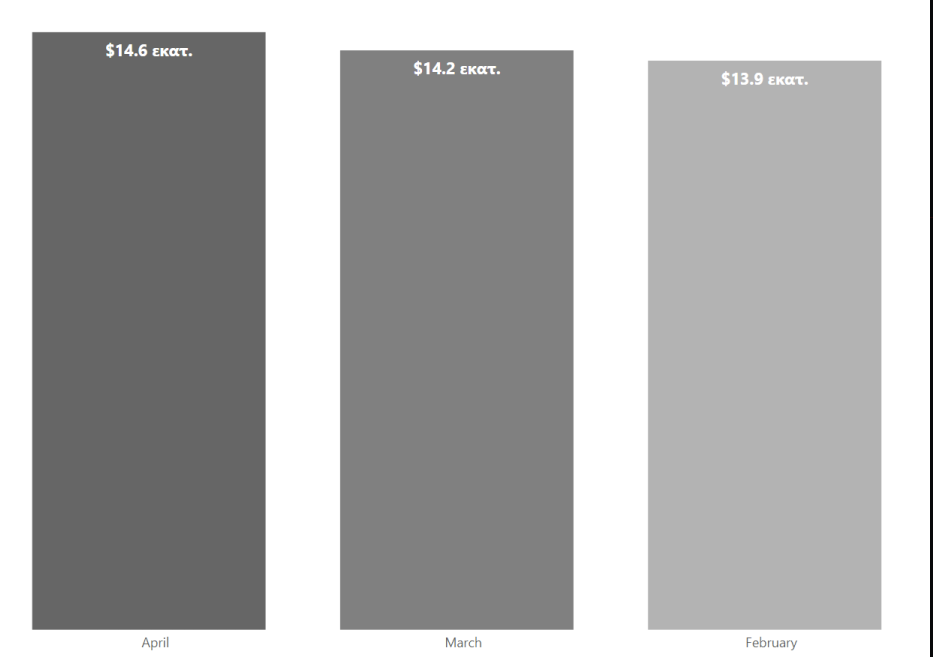 $14.6 εκατ.
$14.2 εκατ.
$13.9 εκατ.
April
March
February